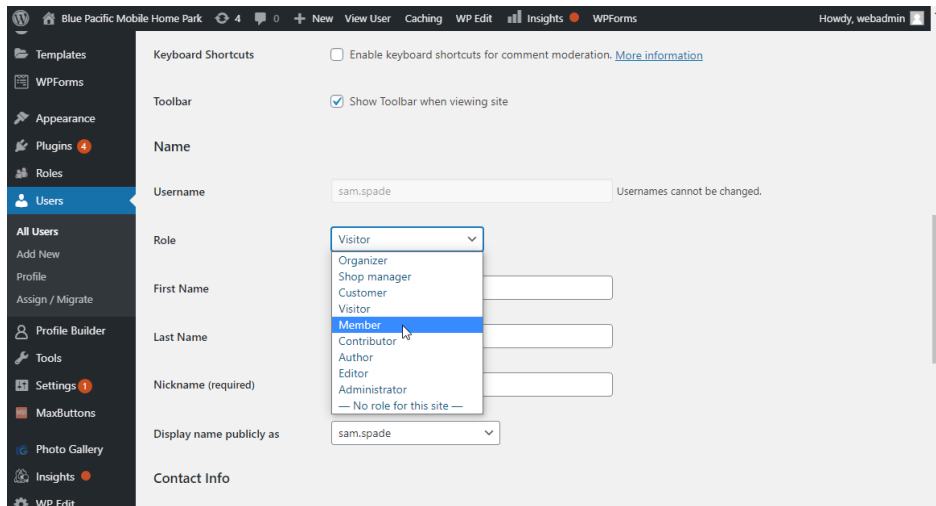 Blue Pacific Mobile Home Park 4 0 New View User Caching WP Edit Insights WPForms Howdy, webadmin
Templates
WPForms
Appearance
Plugins 4
Roles
Users
All Users
Add New
Profile
Assign / Migrate
Profile Builder
Tools
Settings 1
MaxButtons
Photo Gallery
Insights
WP Edit
Keyboard Shortcuts
Enable keyboard shortcuts for comment moderation. More information
Toolbar
Show Toolbar when viewing site
Name
Username
sam.spade
Usernames cannot be changed.
Role
Visitor
Organizer
Shop manager
Customer
Visitor
Member
Contributor
Author
Editor
Administrator
— No role for this site —
First Name
Last Name
Nickname (required)
Display name publicly as
sam.spade
Contact Info